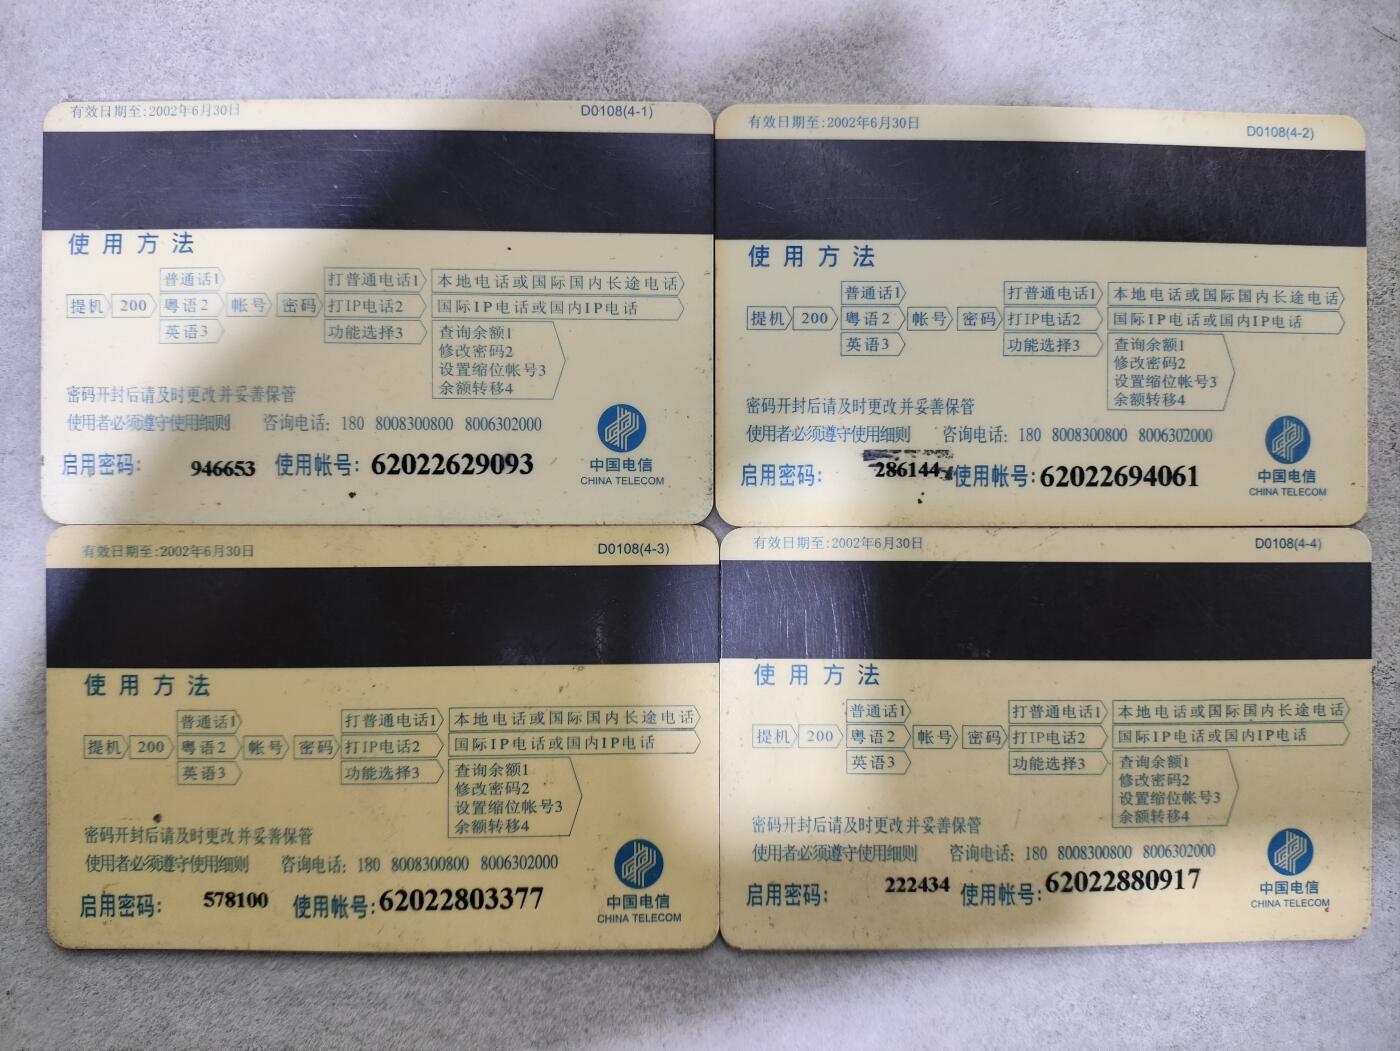 有效日期至:2002年6月30日
D0108(4-1)
使用方法
普通话1
打普通电话1
本地电话或国际国内长途电话
提机
200
粤语2
帐号
密码
打IP电话2
国际IP电话或国内IP电话
英语3
功能选择3
查询余额1
修改密码2
设置缩位帐号3
余额转移4
密码开封后请及时更改并妥善保管
使用者必须遵守使用细则 咨询电话: 180 8008300800 8006302000
启用密码: 946653 使用帐号: 62022629093
中国电信
CHINA TELECOM
有效日期至:2002年6月30日
D0108(4-2)
使用方法
普通话1
打普通电话1
本地电话或国际国内长途电话
提机
200
粤语2
帐号
密码
打IP电话2
国际IP电话或国内IP电话
英语3
功能选择3
查询余额1
修改密码2
设置缩位帐号3
余额转移4
密码开封后请及时更改并妥善保管
使用者必须遵守使用细则 咨询电话: 180 8008300800 8006302000
启用密码: 286144 使用帐号: 62022694061
中国电信
CHINA TELECOM
有效日期至:2002年6月30日
D0108(4-3)
使用方法
普通话1
打普通电话1
本地电话或国际国内长途电话
提机
200
粤语2
帐号
密码
打IP电话2
国际IP电话或国内IP电话
英语3
功能选择3
查询余额1
修改密码2
设置缩位帐号3
余额转移4
密码开封后请及时更改并妥善保管
使用者必须遵守使用细则 咨询电话: 180 8008300800 8006302000
启用密码: 578100 使用帐号: 62022803377
中国电信
CHINA TELECOM
有效日期至:2002年6月30日
D0108(4-4)
使用方法
普通话1
打普通电话1
本地电话或国际国内长途电话
提机
200
粤语2
帐号
密码
打IP电话2
国际IP电话或国内IP电话
英语3
功能选择3
查询余额1
修改密码2
设置缩位帐号3
余额转移4
密码开封后请及时更改并妥善保管
使用者必须遵守使用细则 咨询电话: 180 8008300800 8006302000
启用密码: 222434 使用帐号: 62022880917
中国电信
CHINA TELECOM